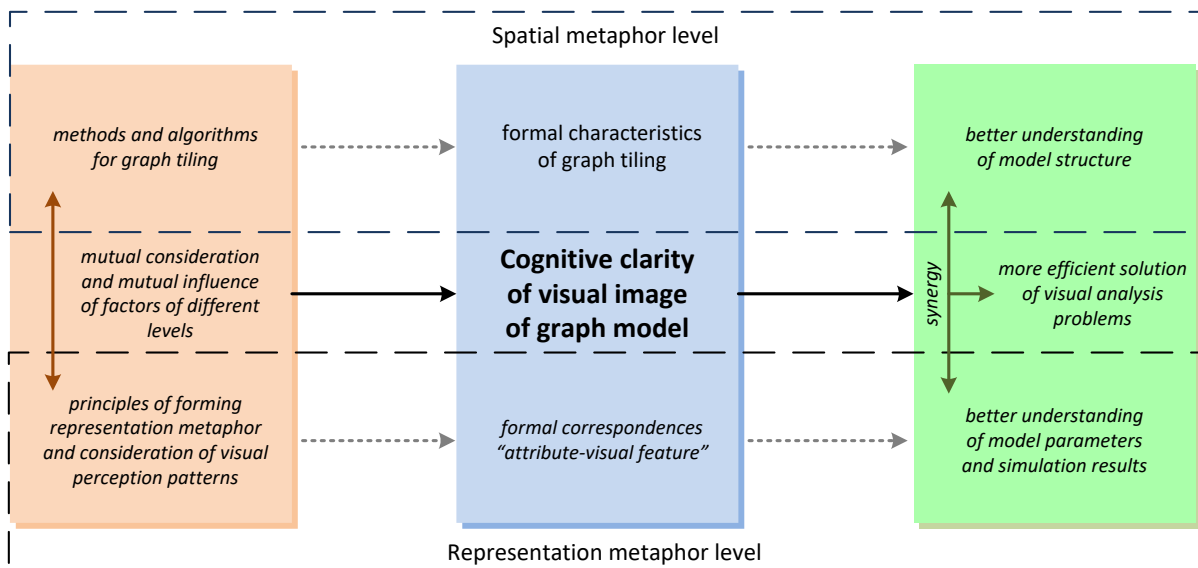 Spatial metaphor level
methods and algorithms
for graph tiling
formal characteristics
of graph tiling
better understanding
of model structure
mutual consideration
and mutual influence
of factors of different
levels
Cognitive clarity
of visual image
of graph model
synergy
more efficient solution
of visual analysis
problems
principles of forming
representation metaphor
and consideration of visual
perception patterns
formal correspondences
“attribute-visual feature”
better understanding
of model parameters
and simulation results
Representation metaphor level